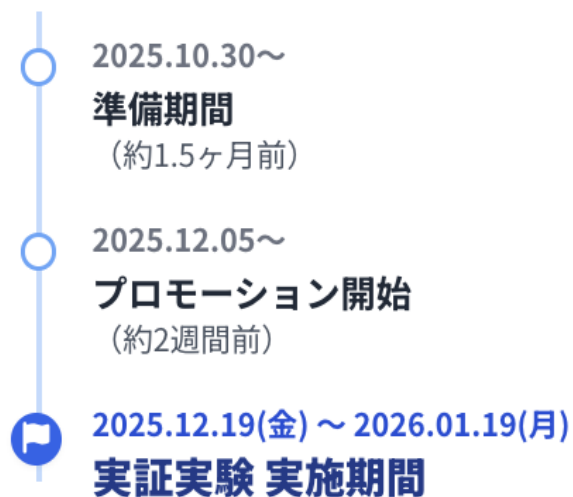 2025.10.30～
準備期間
（約1.5ヶ月前）
2025.12.05～
プロモーション開始
（約2週間前）
2025.12.19(金) ～ 2026.01.19(月)
実証実験 実施期間